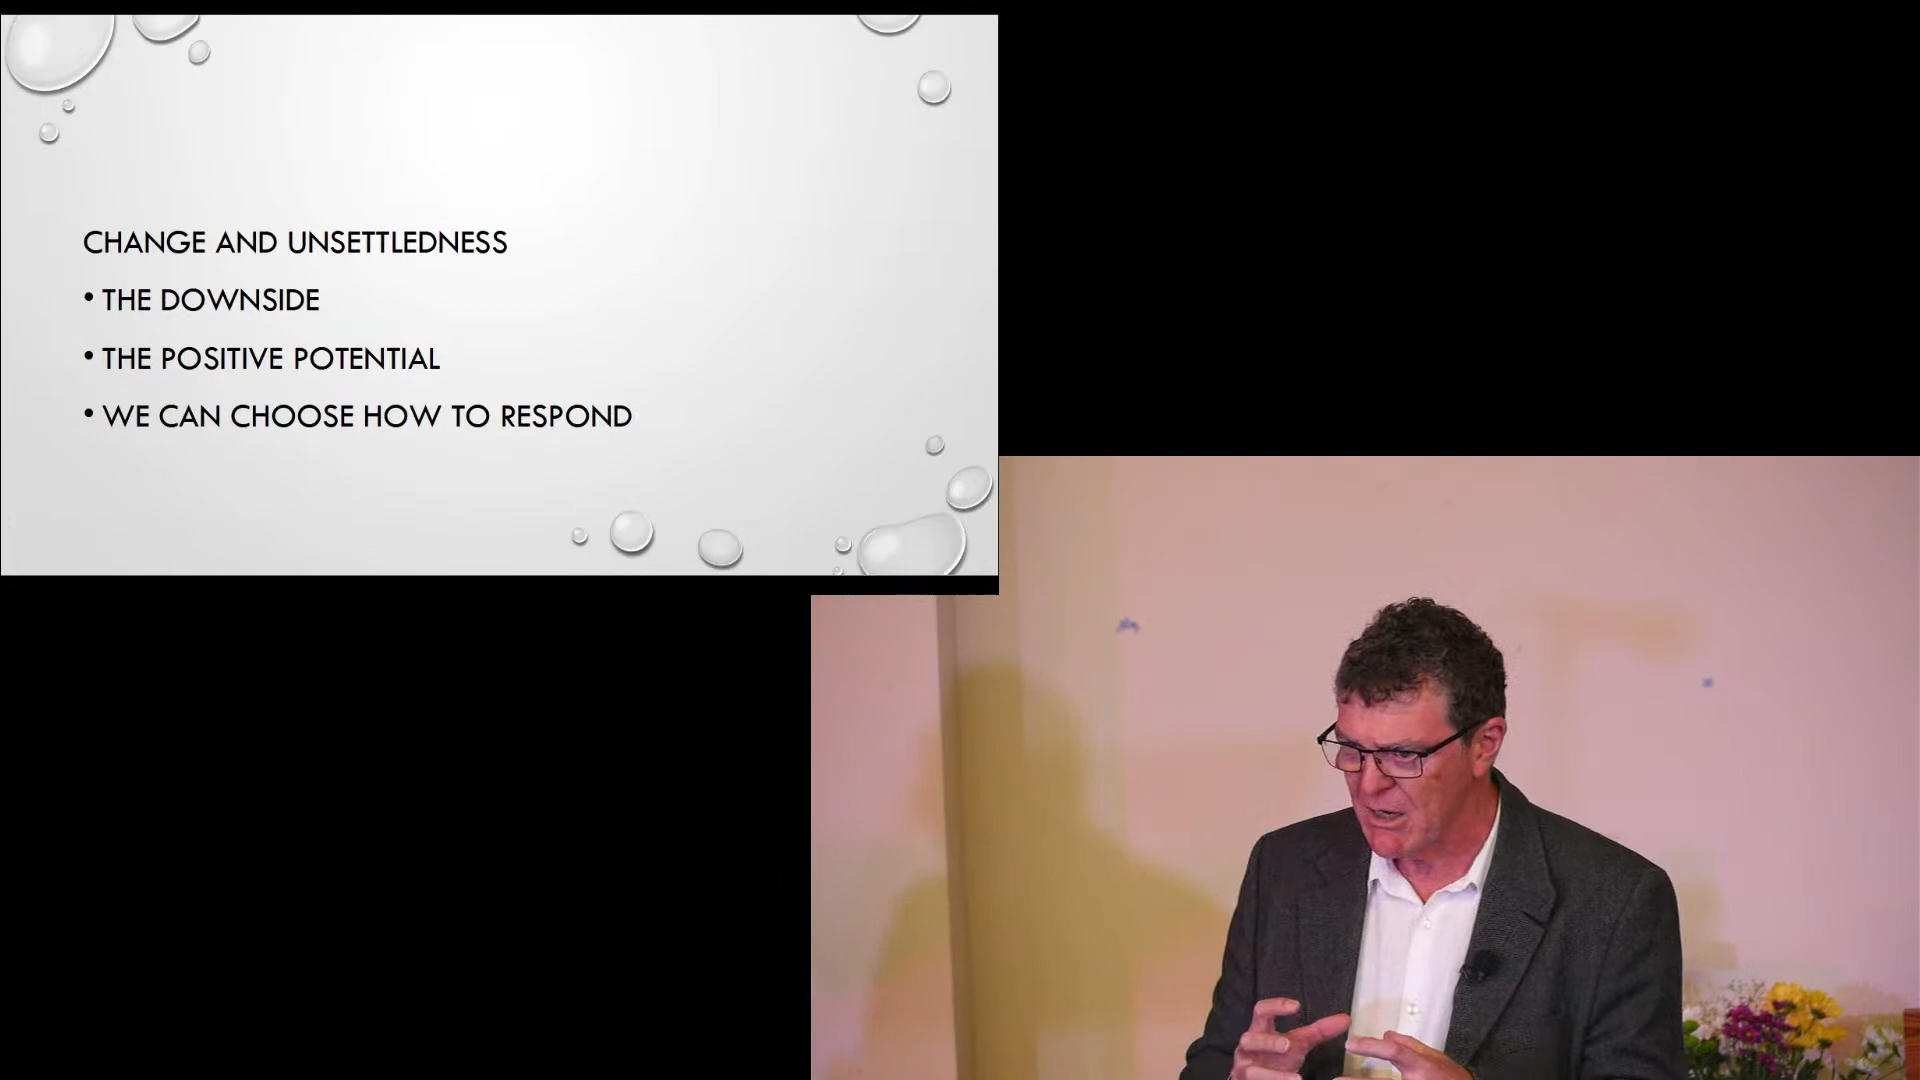 CHANGE AND UNSETTLEDNESS
• THE DOWNSIDE
• THE POSITIVE POTENTIAL
• WE CAN CHOOSE HOW TO RESPOND